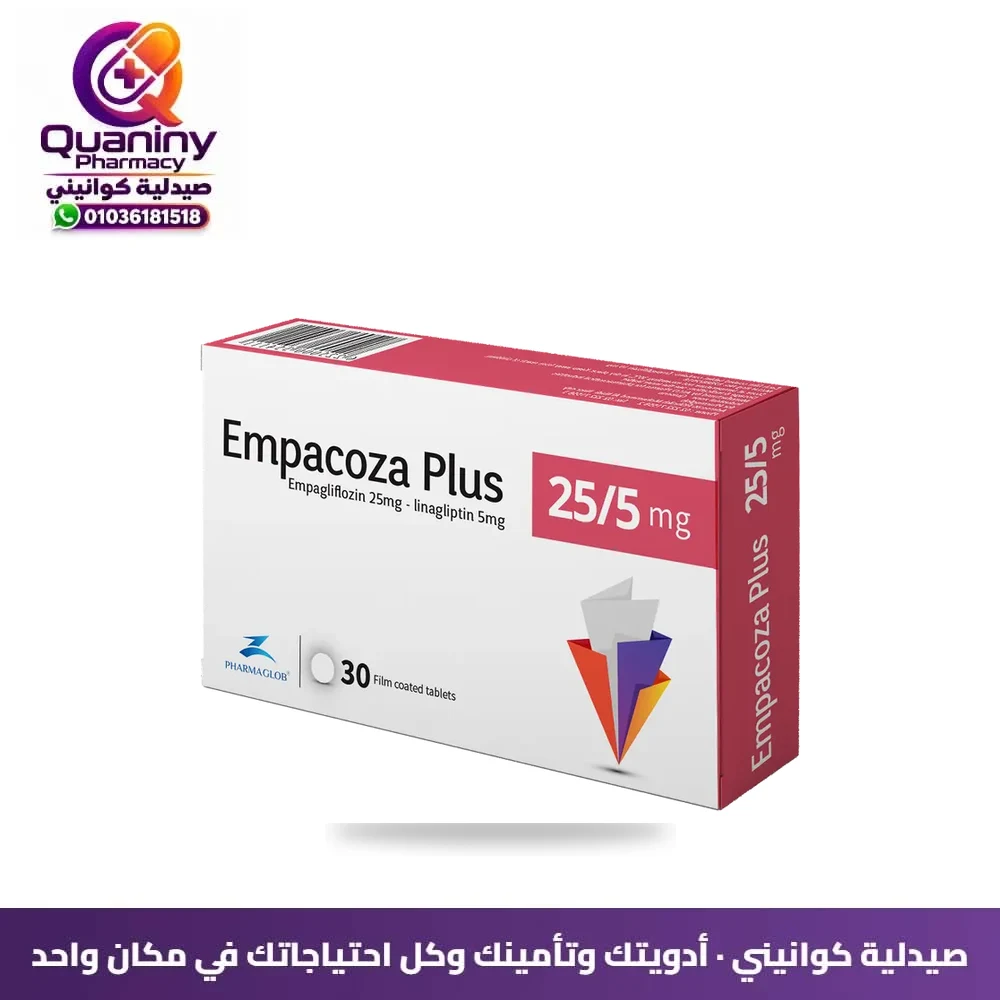 Quaniny
Pharmacy
صيدلية كوانيني
01036181518
Empacoza Plus
Empagliflozin 25mg - linagliptin 5mg
25/5 mg
PHARMAGLOB
30 Film coated tablets
Empacoza Plus 25/5 mg
صيدلية كوانيني · أدويتك وتأمينك وكل احتياجاتك في مكان واحد